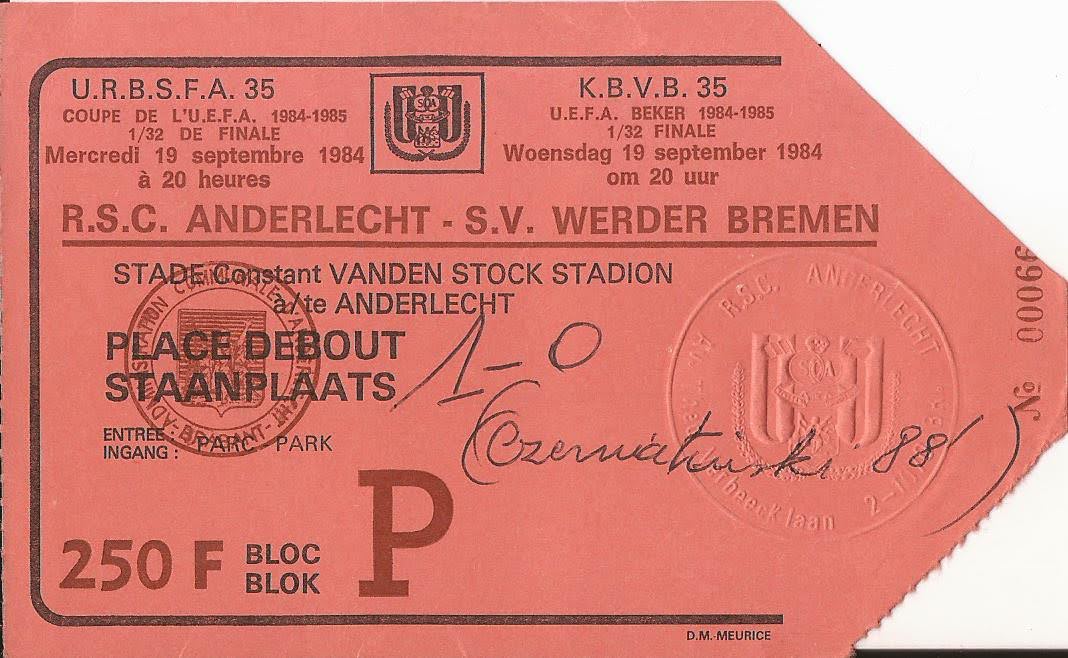 U.R.B.S.F.A. 35
COUPE DE L'U.E.F.A. 1984-1985
1/32 DE FINALE
Mercredi 19 septembre 1984
à 20 heures
K.B.V.B. 35
U.E.F.A. BEKER 1984-1985
1/32 FINALE
Woensdag 19 september 1984
om 20 uur
R.S.C. ANDERLECHT - S.V. WERDER BREMEN
STADE Constant VANDEN STOCK STADION
a/te ANDERLECHT
PLACE DEBOUT
STAANPLAATS
1-0
(Czerniatynski 88')
ENTREE : PARC - PARK
INGANG :
250 F
BLOC
BLOK
P
R.S.C. ANDERLECHT
SQA
BRABANT
Nº
D.M.-MEURICE